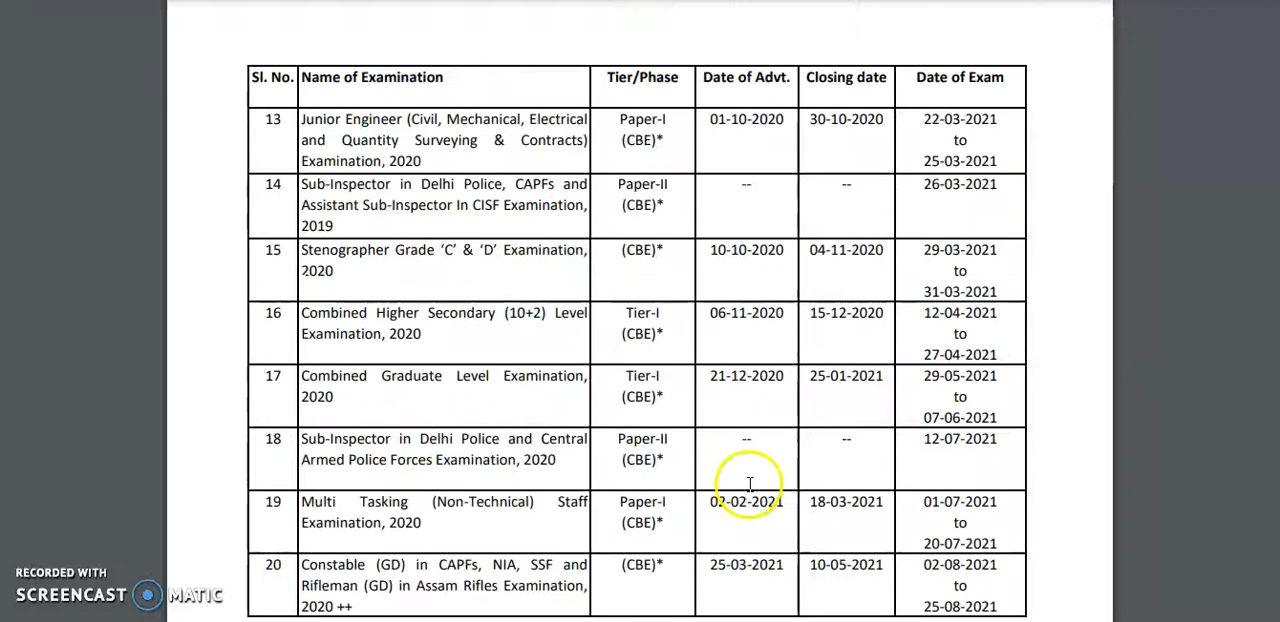 Sl. No. Name of Examination Tier/Phase Date of Advt. Closing date Date of Exam
13 Junior Engineer (Civil, Mechanical, Electrical Paper-I 01-10-2020 30-10-2020 22-03-2021
and Quantity Surveying & Contracts) (CBE)* to
Examination, 2020 25-03-2021
14 Sub-Inspector in Delhi Police, CAPFs and Paper-II -- -- 26-03-2021
Assistant Sub-Inspector In CISF Examination, (CBE)*
2019
15 Stenographer Grade ‘C’ & ‘D’ Examination, (CBE)* 10-10-2020 04-11-2020 29-03-2021
2020 to
31-03-2021
16 Combined Higher Secondary (10+2) Level Tier-I 06-11-2020 15-12-2020 12-04-2021
Examination, 2020 (CBE)* to
27-04-2021
17 Combined Graduate Level Examination, Tier-I 21-12-2020 25-01-2021 29-05-2021
2020 (CBE)* to
07-06-2021
18 Sub-Inspector in Delhi Police and Central Paper-II -- -- 12-07-2021
Armed Police Forces Examination, 2020 (CBE)*
19 Multi Tasking (Non-Technical) Staff Paper-I 02-02-2021 18-03-2021 01-07-2021
Examination, 2020 (CBE)* to
20-07-2021
20 Constable (GD) in CAPFs, NIA, SSF and (CBE)* 25-03-2021 10-05-2021 02-08-2021
Rifleman (GD) in Assam Rifles Examination, to
2020 ++ 25-08-2021
RECORDED WITH
SCREENCAST MATIC